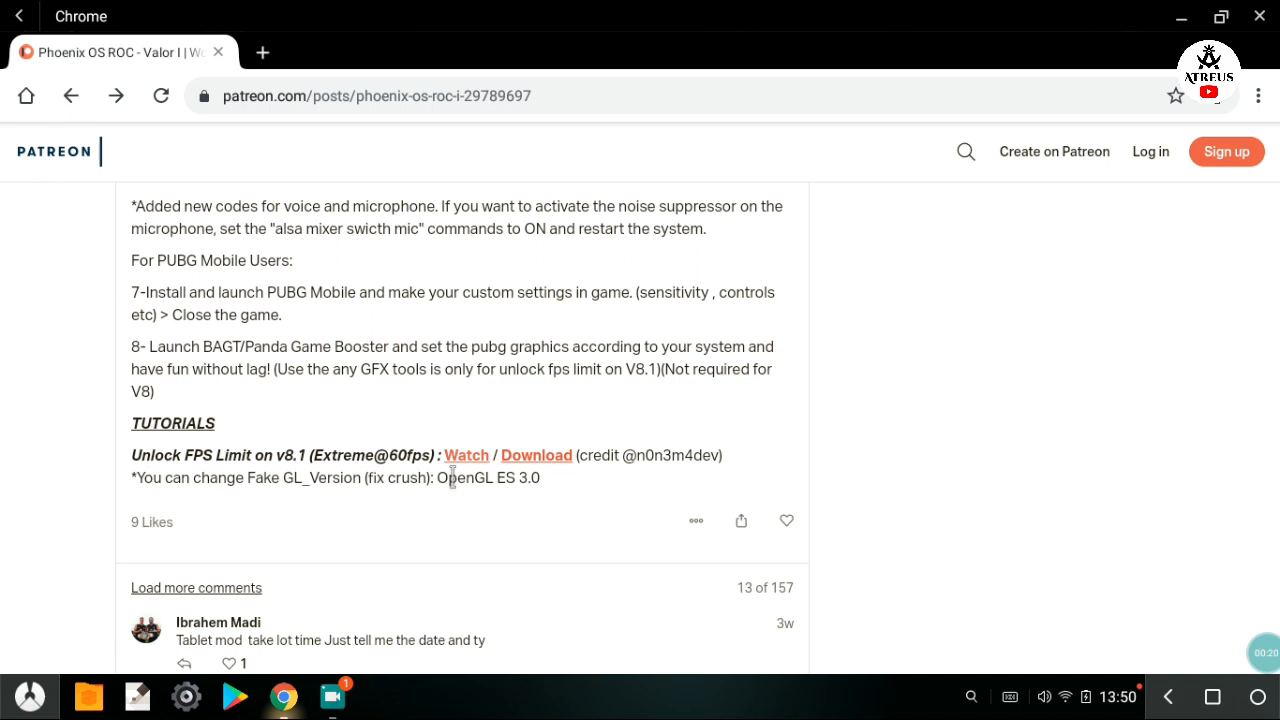 Chrome
Phoenix OS ROC - Valor I | Wo
ATREUS
patreon.com/posts/phoenix-os-roc-i-29789697
PATREON
Create on Patreon
Log in
Sign up
*Added new codes for voice and microphone. If you want to activate the noise suppressor on the
microphone, set the "alsa mixer swicth mic" commands to ON and restart the system.
For PUBG Mobile Users:
7-Install and launch PUBG Mobile and make your custom settings in game. (sensitivity , controls
etc) > Close the game.
8- Launch BAGT/Panda Game Booster and set the pubg graphics according to your system and
have fun without lag! (Use the any GFX tools is only for unlock fps limit on V8.1)(Not required for
V8)
TUTORIALS
Unlock FPS Limit on v8.1 (Extreme@60fps) : Watch / Download (credit @n0n3m4dev)
*You can change Fake GL_Version (fix crush): OpenGL ES 3.0
9 Likes
Load more comments
13 of 157
Ibrahem Madi
3w
Tablet mod take lot time Just tell me the date and ty
1
00:20
1
13:50